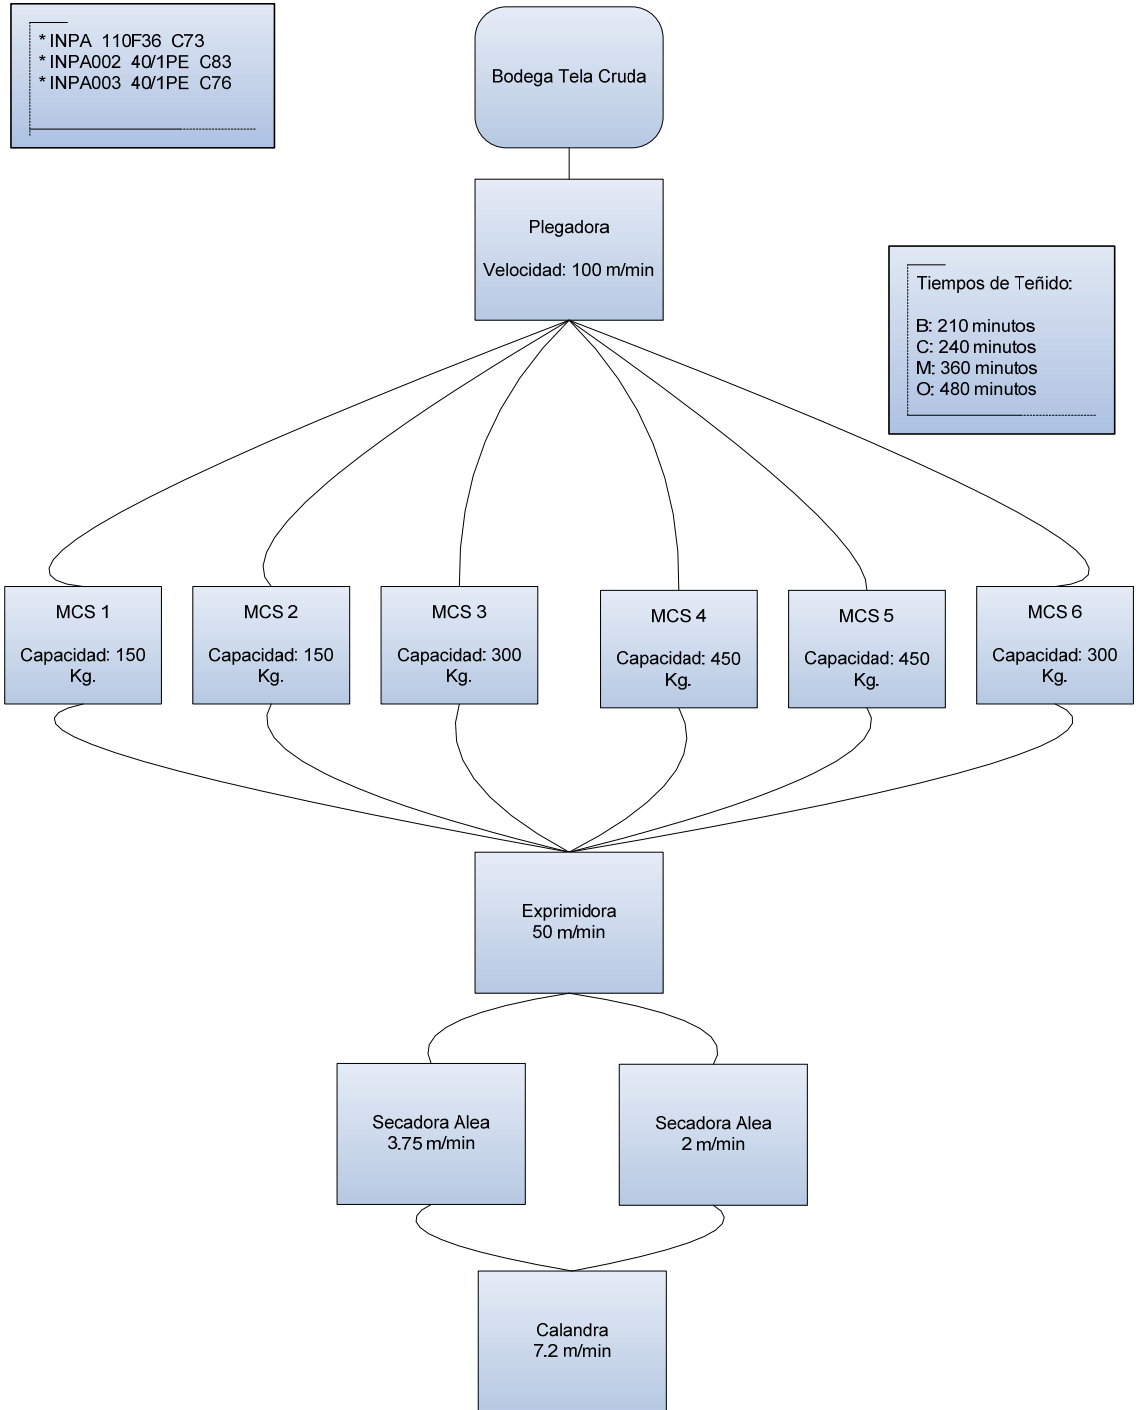 * INPA 110F36 C73
* INPA002 40/1PE C83
* INPA003 40/1PE C76
Bodega Tela Cruda
Plegadora
Velocidad: 100 m/min
Tiempos de Teñido:
B: 210 minutos
C: 240 minutos
M: 360 minutos
O: 480 minutos
MCS 1
Capacidad: 150
Kg.
MCS 2
Capacidad: 150
Kg.
MCS 3
Capacidad: 300
Kg.
MCS 4
Capacidad: 450
Kg.
MCS 5
Capacidad: 450
Kg.
MCS 6
Capacidad: 300
Kg.
Exprimidora
50 m/min
Secadora Alea
3.75 m/min
Secadora Alea
2 m/min
Calandra
7.2 m/min